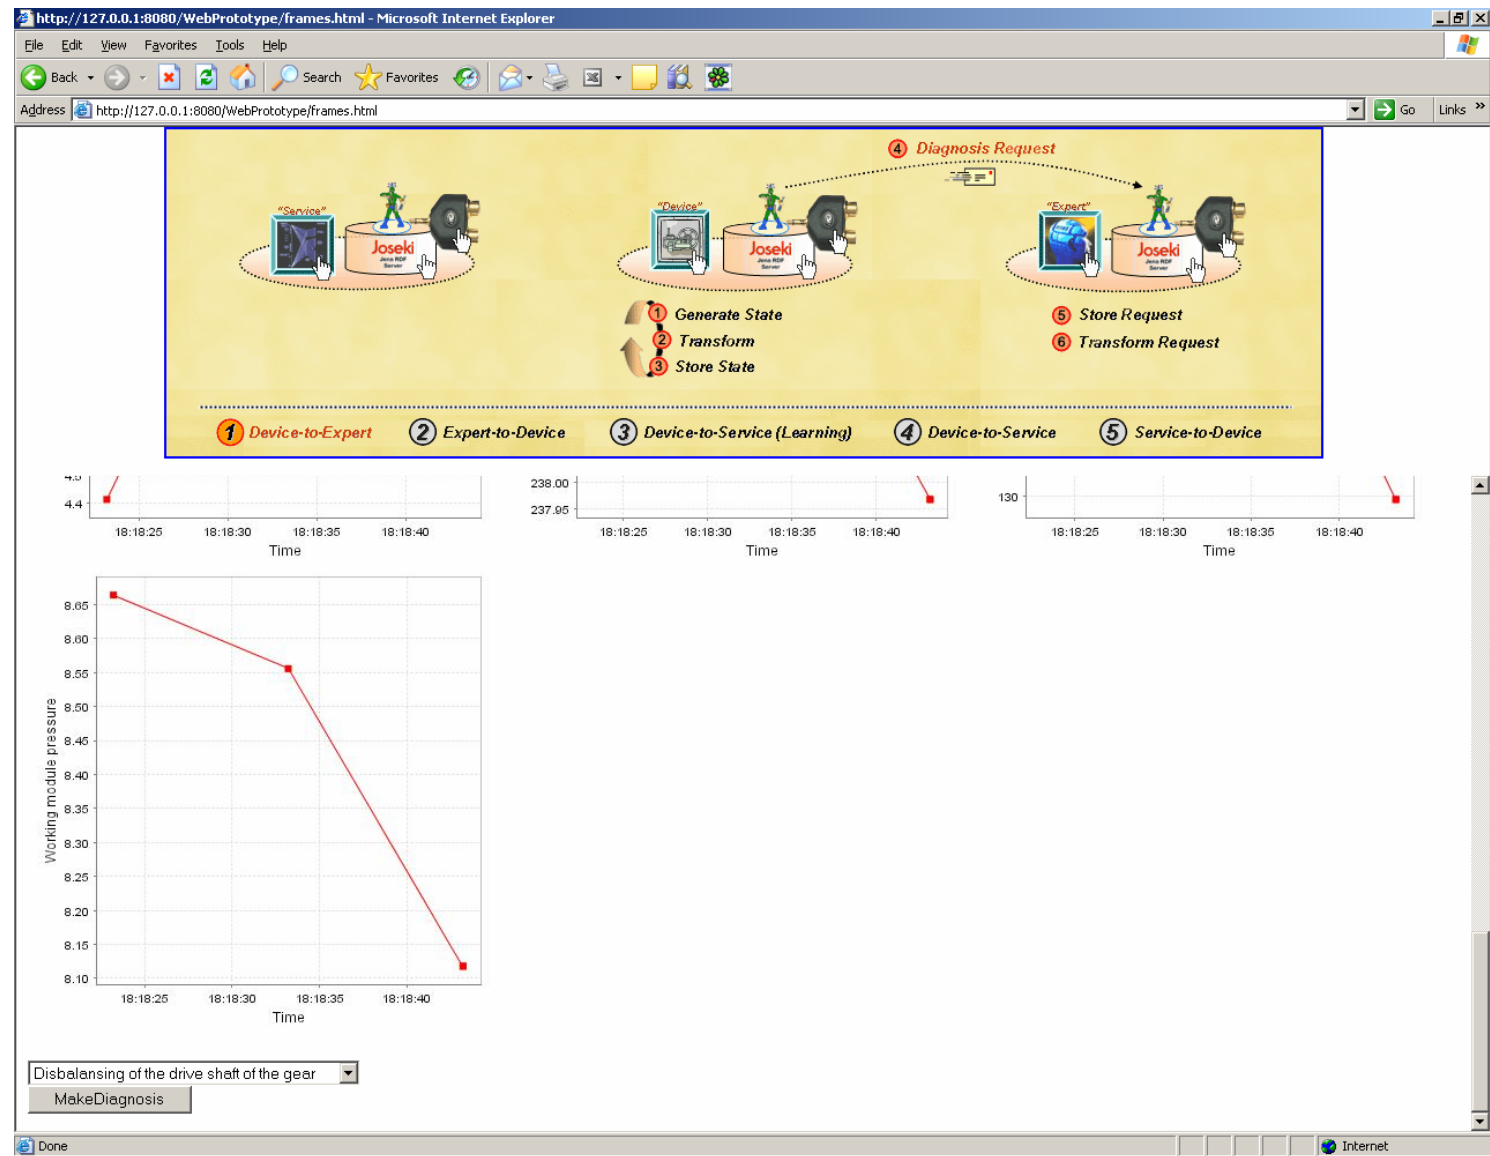 http://127.0.0.1:8080/WebPrototype/frames.html - Microsoft Internet Explorer
File Edit View Favorites Tools Help
Back Search Favorites
Address http://127.0.0.1:8080/WebPrototype/frames.html Go Links »
4 Diagnosis Request
"Service" "Device" "Expert"
Joseki Joseki Joseki
Jena RDF Jena RDF Jena RDF
Server Server Server
1 Generate State 5 Store Request
2 Transform 6 Transform Request
3 Store State
1 Device-to-Expert 2 Expert-to-Device 3 Device-to-Service (Learning) 4 Device-to-Service 5 Service-to-Device
4.4 238.00 130
237.95
18:18:25 18:18:30 18:18:35 18:18:40 18:18:25 18:18:30 18:18:35 18:18:40 18:18:25 18:18:30 18:18:35 18:18:40
Time Time Time
Working module pressure
8.65
8.60
8.55
8.50
8.45
8.40
8.35
8.30
8.25
8.20
8.15
8.10
18:18:25 18:18:30 18:18:35 18:18:40
Time
Disbalansing of the drive shaft of the gear
MakeDiagnosis
Done Internet